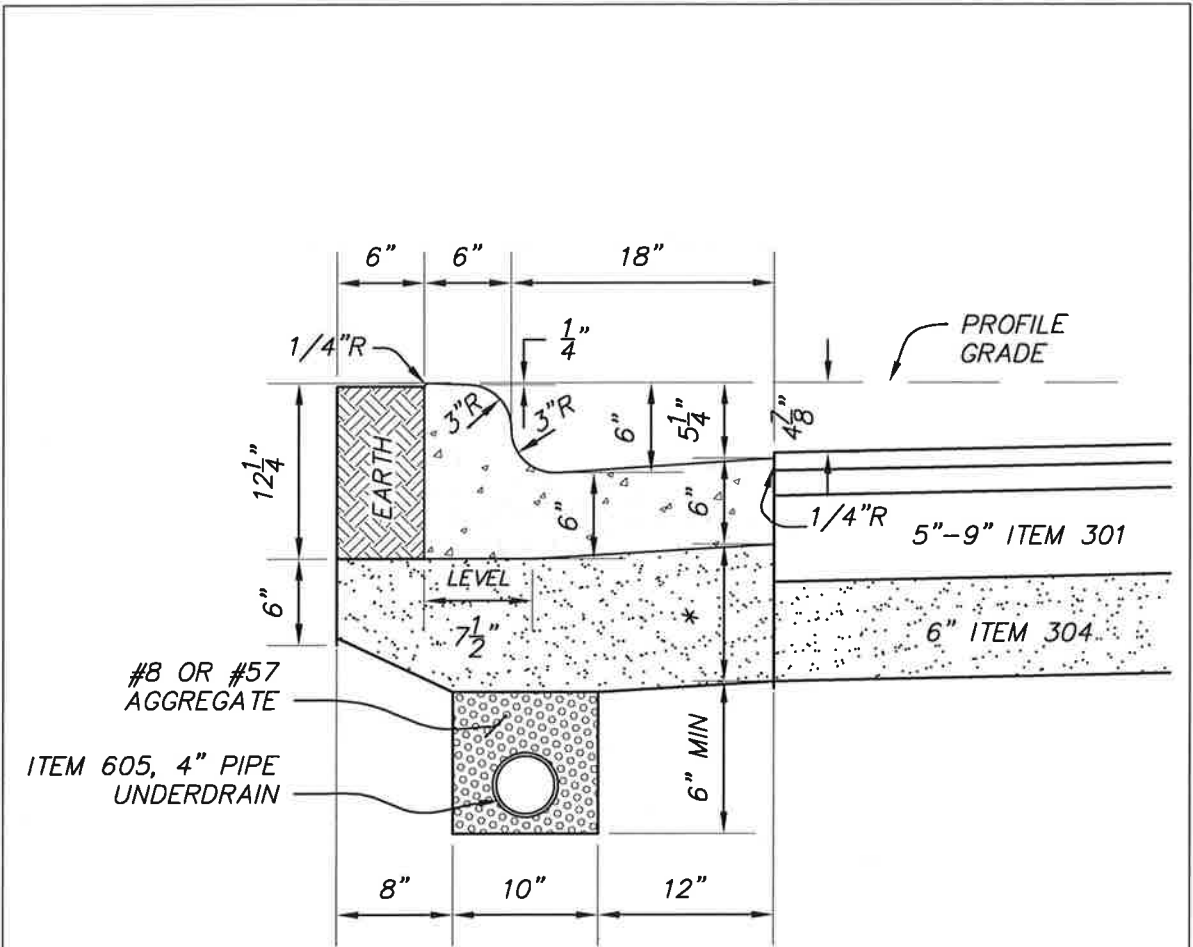 6" 6" 18"
1/4"R
1/4"
PROFILE
GRADE
3"R
3"R
6"
5 1/4"
4 7/8"
12 1/4"
EARTH
6"
6"
1/4"R
5"-9" ITEM 301
LEVEL
6"
7 1/2"
*
6" ITEM 304
#8 OR #57
AGGREGATE
6" MIN
ITEM 605, 4" PIPE
UNDERDRAIN
8" 10" 12"